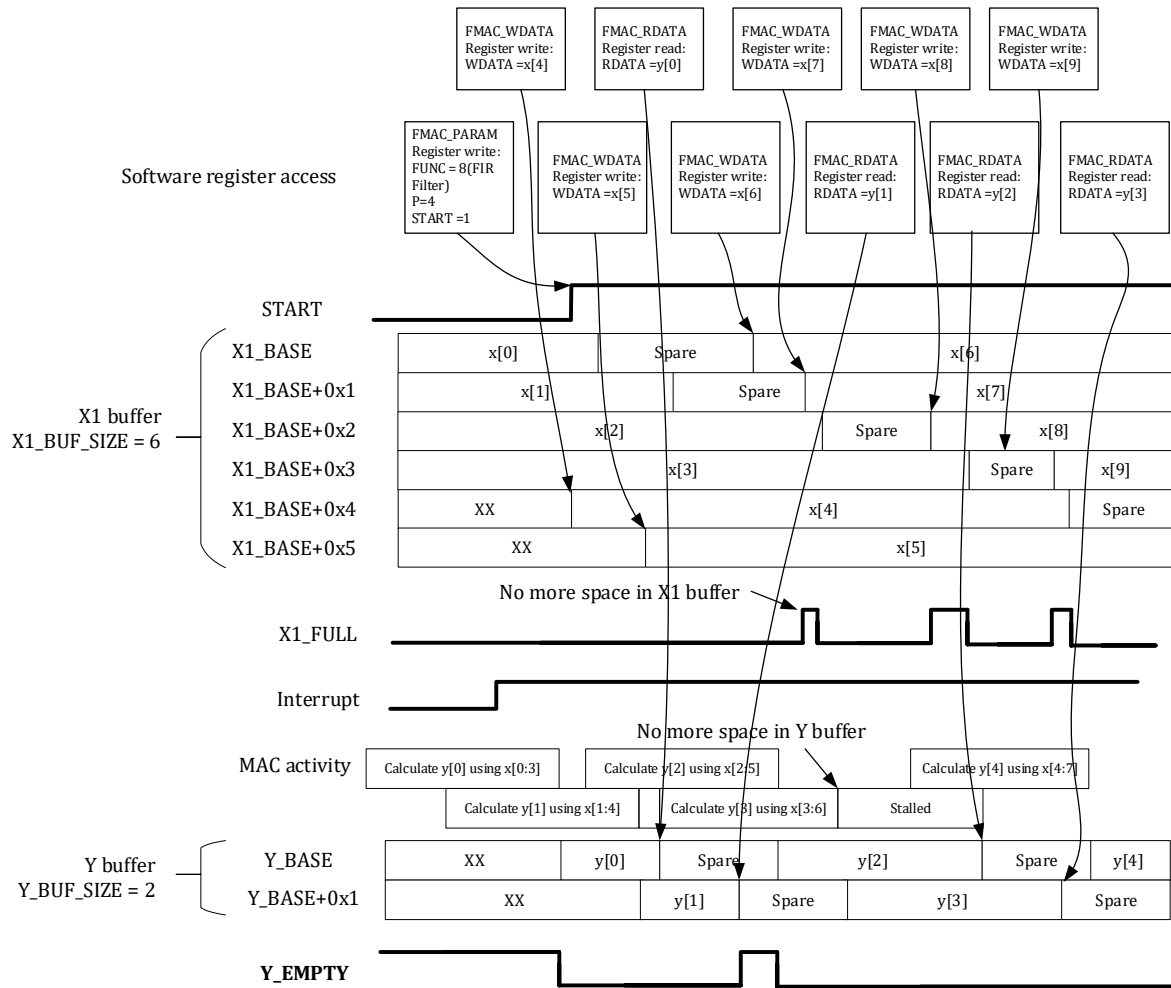 FMAC_WDATA
Register write:
WDATA =x[4]
FMAC_RDATA
Register read:
RDATA =y[0]
FMAC_WDATA
Register write:
WDATA =x[7]
FMAC_WDATA
Register write:
WDATA =x[8]
FMAC_WDATA
Register write:
WDATA =x[9]
Software register access
FMAC_PARAM
Register write:
FUNC = 8(FIR
Filter)
P=4
START =1
FMAC_WDATA
Register write:
WDATA =x[5]
FMAC_WDATA
Register write:
WDATA =x[6]
FMAC_RDATA
Register read:
RDATA =y[1]
FMAC_RDATA
Register read:
RDATA =y[2]
FMAC_RDATA
Register read:
RDATA =y[3]
START
X1 buffer
X1_BUF_SIZE = 6
X1_BASE x[0] Spare x[6]
X1_BASE+0x1 x[1] Spare x[7]
X1_BASE+0x2 x[2] Spare x[8]
X1_BASE+0x3 x[3] Spare x[9]
X1_BASE+0x4 XX x[4] Spare
X1_BASE+0x5 XX x[5]
No more space in X1 buffer
X1_FULL
Interrupt
No more space in Y buffer
MAC activity
Calculate y[0] using x[0:3] Calculate y[2] using x[2:5] Calculate y[4] using x[4:7]
Calculate y[1] using x[1:4] Calculate y[3] using x[3:6] Stalled
Y buffer
Y_BUF_SIZE = 2
Y_BASE XX y[0] Spare y[2] Spare y[4]
Y_BASE+0x1 XX y[1] Spare y[3] Spare
Y_EMPTY